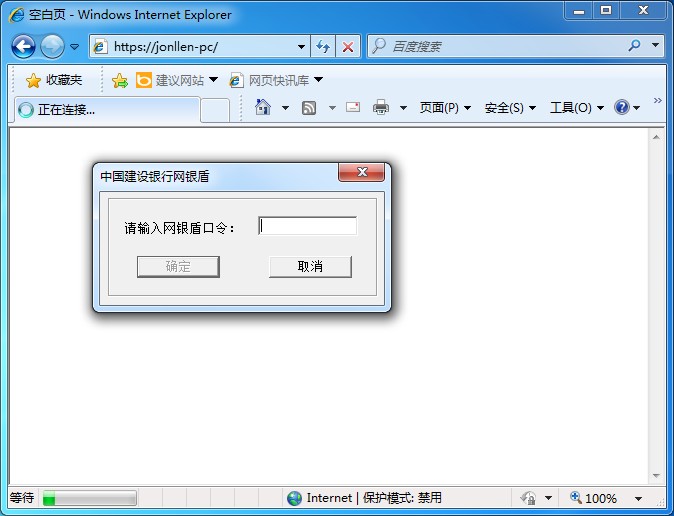 空白页 - Windows Internet Explorer
https://jonllen-pc/
百度搜索
收藏夹 建议网站 网页快讯库
正在连接...
页面(P) 安全(S) 工具(O)
中国建设银行网银盾
请输入网银盾口令：
确定 取消
等待 Internet | 保护模式: 禁用 100%